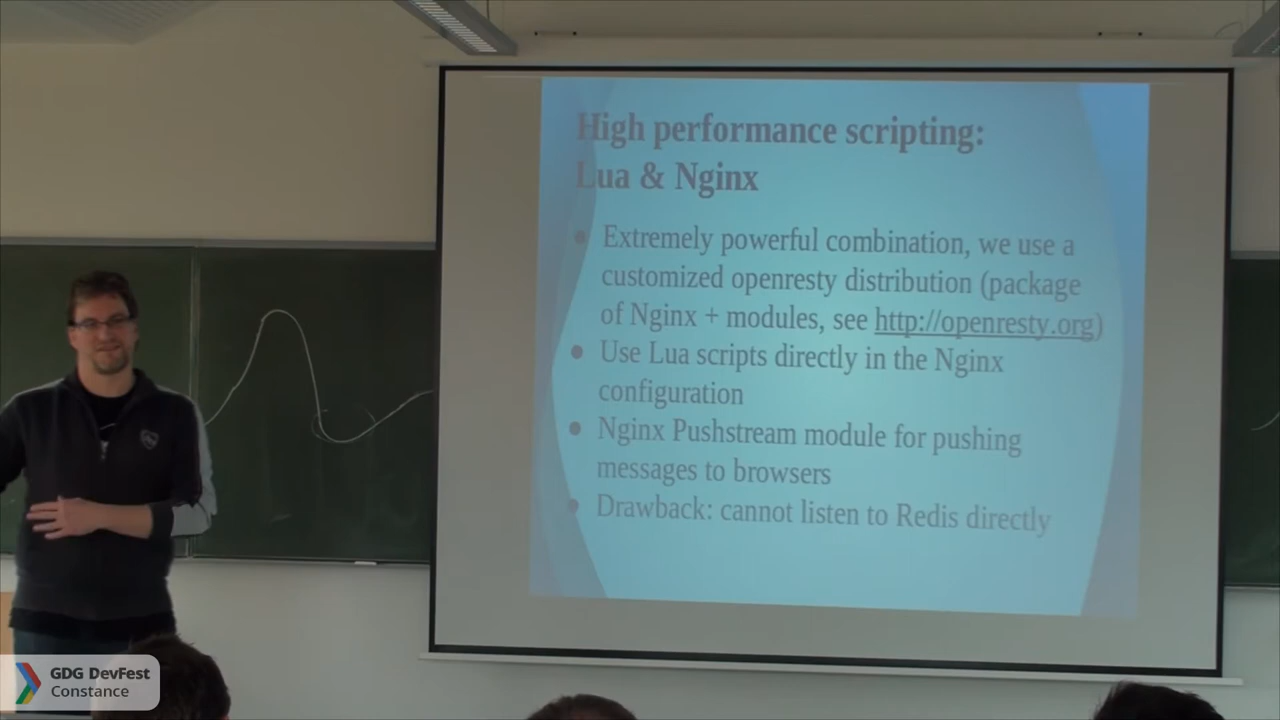 High performance scripting:
Lua & Nginx
Extremely powerful combination, we use a
customized openresty distribution (package
of Nginx + modules, see http://openresty.org)
Use Lua scripts directly in the Nginx
configuration
Nginx Pushstream module for pushing
messages to browsers
Drawback: cannot listen to Redis directly
GDG DevFest
Constance